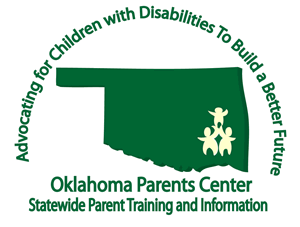 Advocating for Children with Disabilities To Build a Better Future
Oklahoma Parents Center
Statewide Parent Training and Information